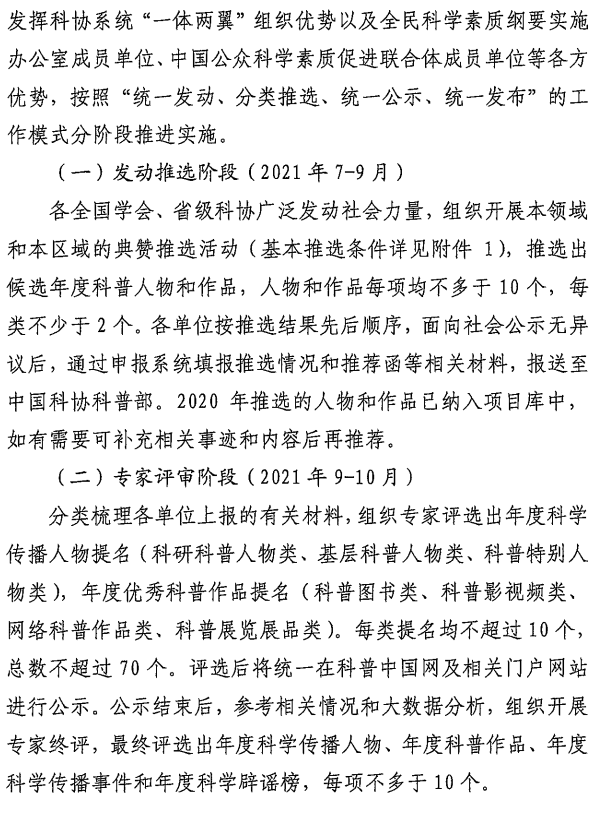 发挥科协系统“一体两翼”组织优势以及全民科学素质纲要实施
办公室成员单位、中国公众科学素质促进联合体成员单位等各方
优势，按照“统一发动、分类推选、统一公示、统一发布”的工
作模式分阶段推进实施。
（一）发动推选阶段（2021 年 7-9 月）
各全国学会、省级科协广泛发动社会力量，组织开展本领域
和本区域的典赞推选活动（基本推选条件详见附件 1），推选出
候选年度科普人物和作品，人物和作品每项均不多于 10 个，每
类不少于 2 个。各单位按推选结果先后顺序，面向社会公示无异
议后，通过申报系统填报推选情况和推荐函等相关材料，报送至
中国科协科普部。2020 年推选的人物和作品已纳入项目库中，
如有需要可补充相关事迹和内容后再推荐。
（二）专家评审阶段（2021 年 9-10 月）
分类梳理各单位上报的有关材料，组织专家评选出年度科学
传播人物提名（科研科普人物类、基层科普人物类、科普特别人
物类），年度优秀科普作品提名（科普图书类、科普影视频类、
网络科普作品类、科普展览展品类）。每类提名均不超过 10 个，
总数不超过 70 个。评选后将统一在科普中国网及相关门户网站
进行公示。公示结束后，参考相关情况和大数据分析，组织开展
专家终评，最终评选出年度科学传播人物、年度科普作品、年度
科学传播事件和年度科学辟谣榜，每项不多于 10 个。